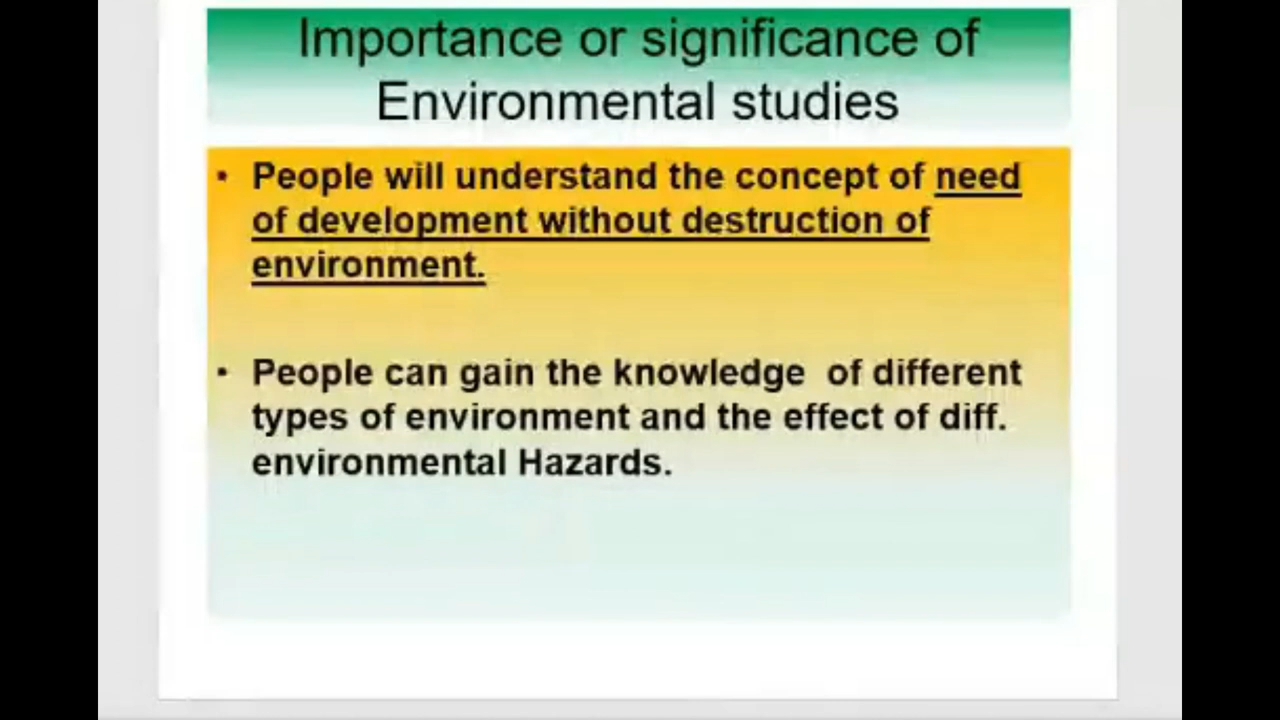 Importance or significance of
Environmental studies
• People will understand the concept of need
of development without destruction of
environment.
• People can gain the knowledge of different
types of environment and the effect of diff.
environmental Hazards.